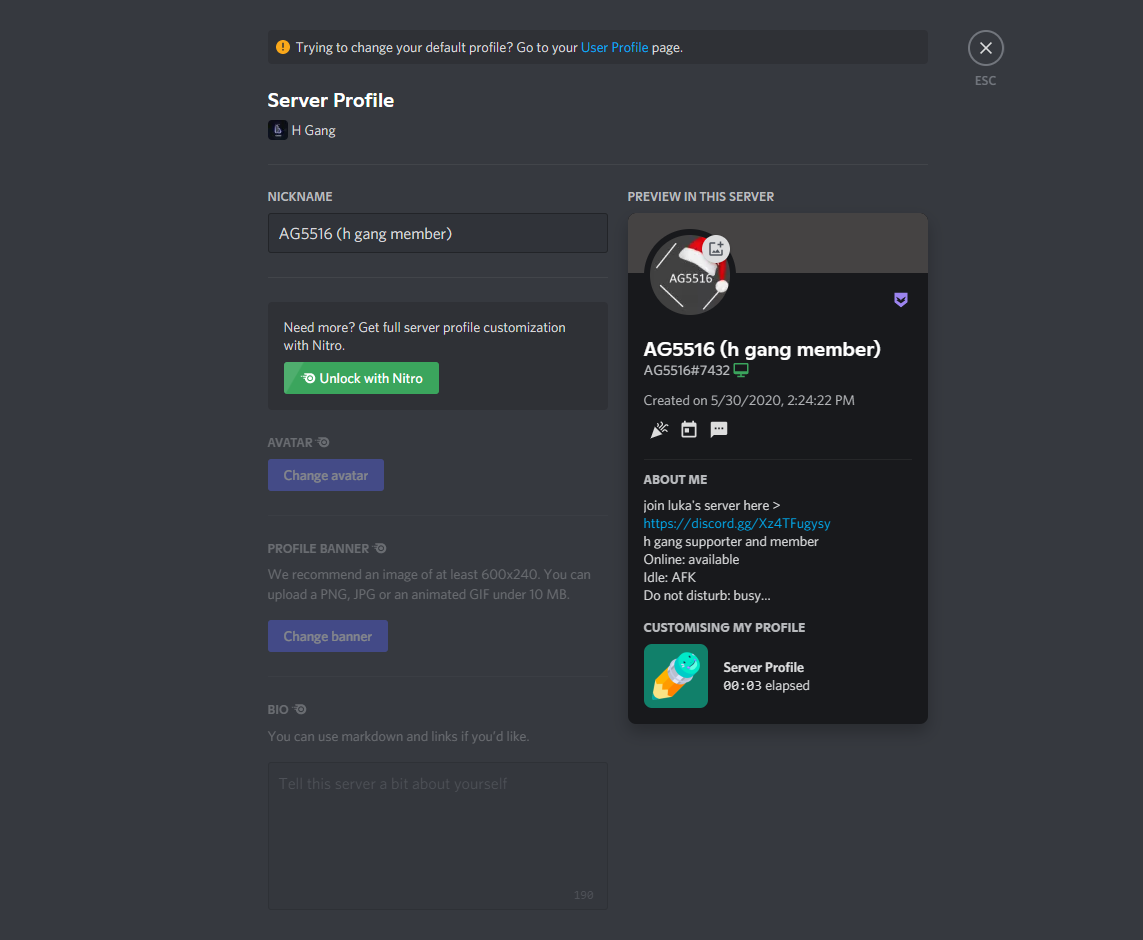 Trying to change your default profile? Go to your User Profile page.
ESC
Server Profile
H Gang
NICKNAME
AG5516 (h gang member)
Need more? Get full server profile customization
with Nitro.
Unlock with Nitro
AVATAR
Change avatar
PROFILE BANNER
We recommend an image of at least 600x240. You can
upload a PNG, JPG or an animated GIF under 10 MB.
Change banner
BIO
You can use markdown and links if you'd like.
Tell this server a bit about yourself
190
PREVIEW IN THIS SERVER
AG5516
AG5516 (h gang member)
AG5516#7432
Created on 5/30/2020, 2:24:22 PM
ABOUT ME
join luka's server here >
https://discord.gg/Xz4TFugysy
h gang supporter and member
Online: available
Idle: AFK
Do not disturb: busy...
CUSTOMISING MY PROFILE
Server Profile
00:03 elapsed